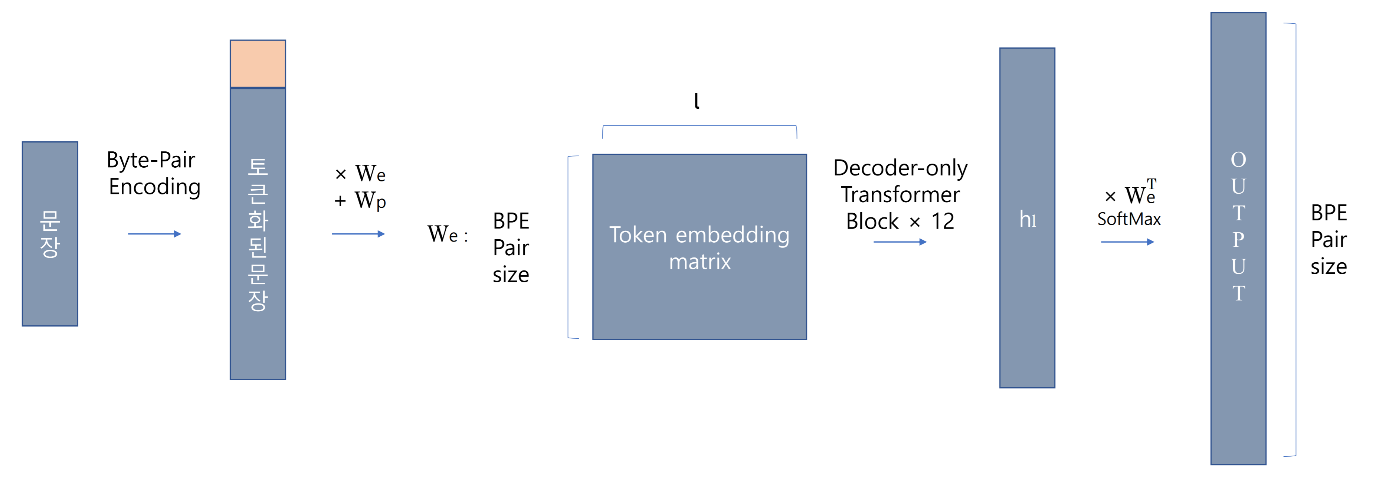 문장
Byte-Pair
Encoding
토큰화된문장
× We
+ Wp
We :
BPE
Pair
size
l
Token embedding
matrix
Decoder-only
Transformer
Block × 12
hl
× WeT
SoftMax
OUTPUT
BPE
Pair
size